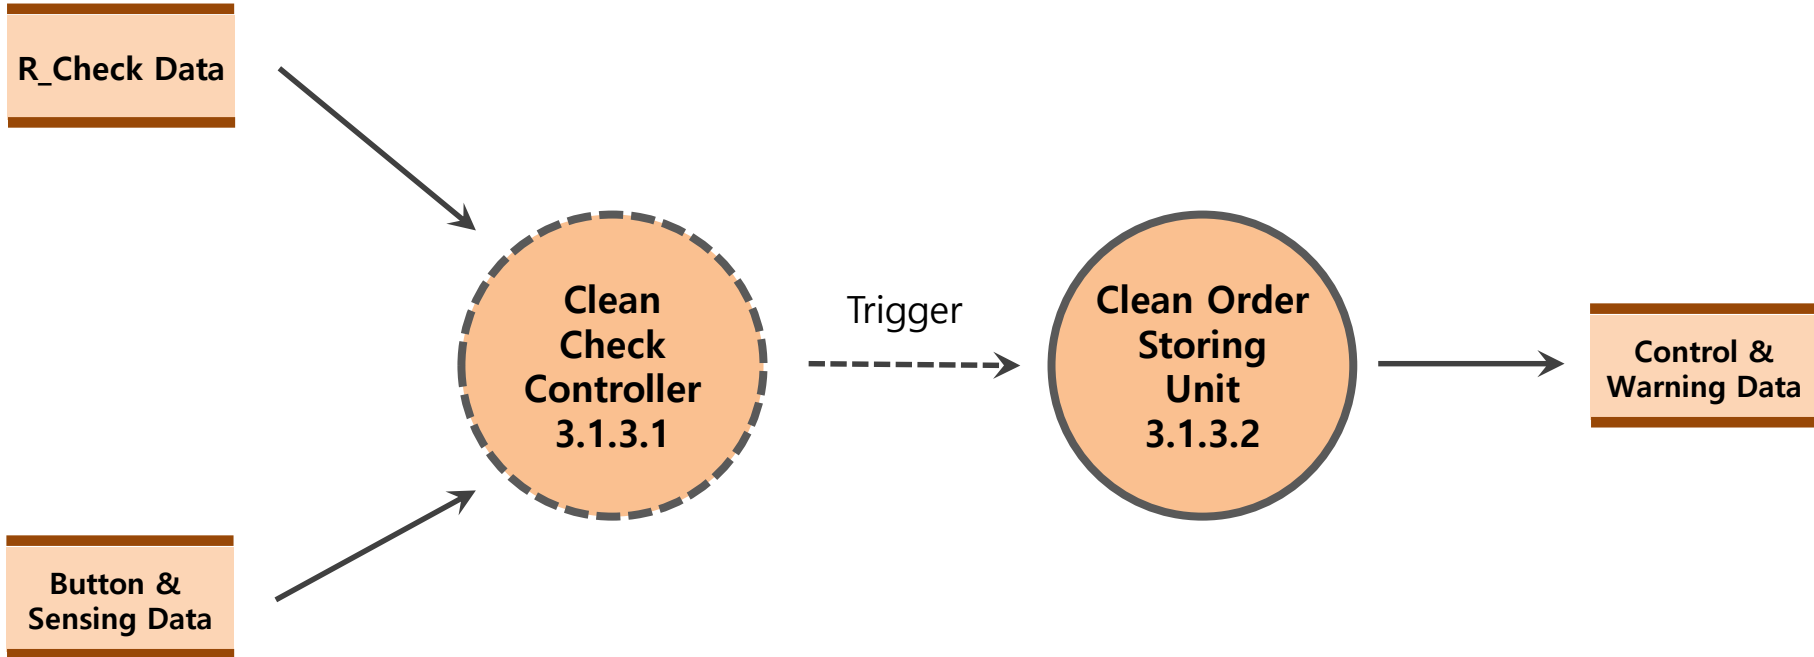 R_Check Data
Clean
Check
Controller
3.1.3.1
Trigger
Clean Order
Storing
Unit
3.1.3.2
Control &
Warning Data
Button &
Sensing Data